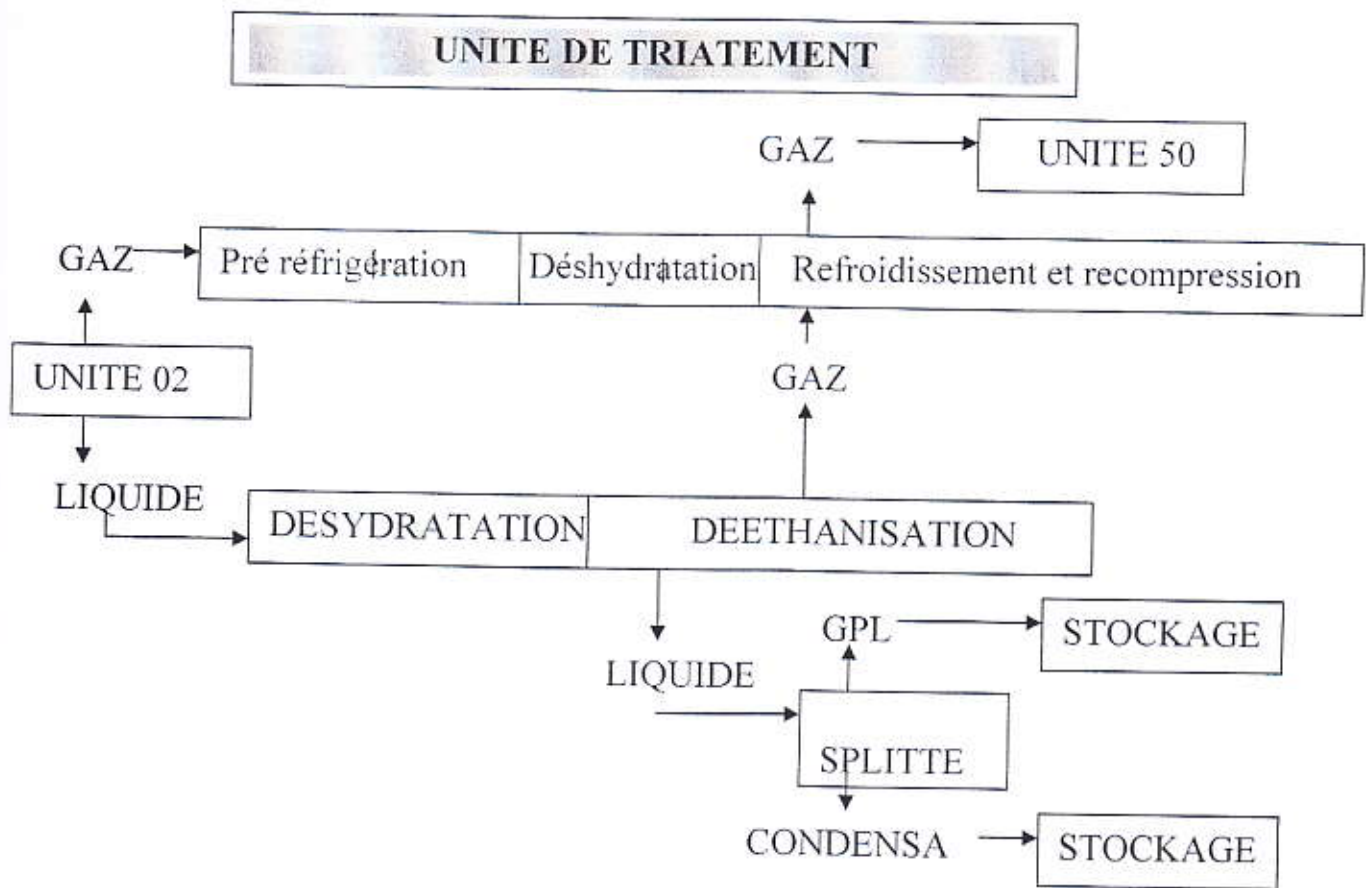 UNITE DE TRIATEMENT
GAZ
UNITE 50
GAZ
Pré réfrigération
Déshydratation
Refroidissement et recompression
UNITE 02
GAZ
LIQUIDE
DESYDRATATION
DEETHANISATION
GPL
STOCKAGE
LIQUIDE
SPLITTE
CONDENSA
STOCKAGE